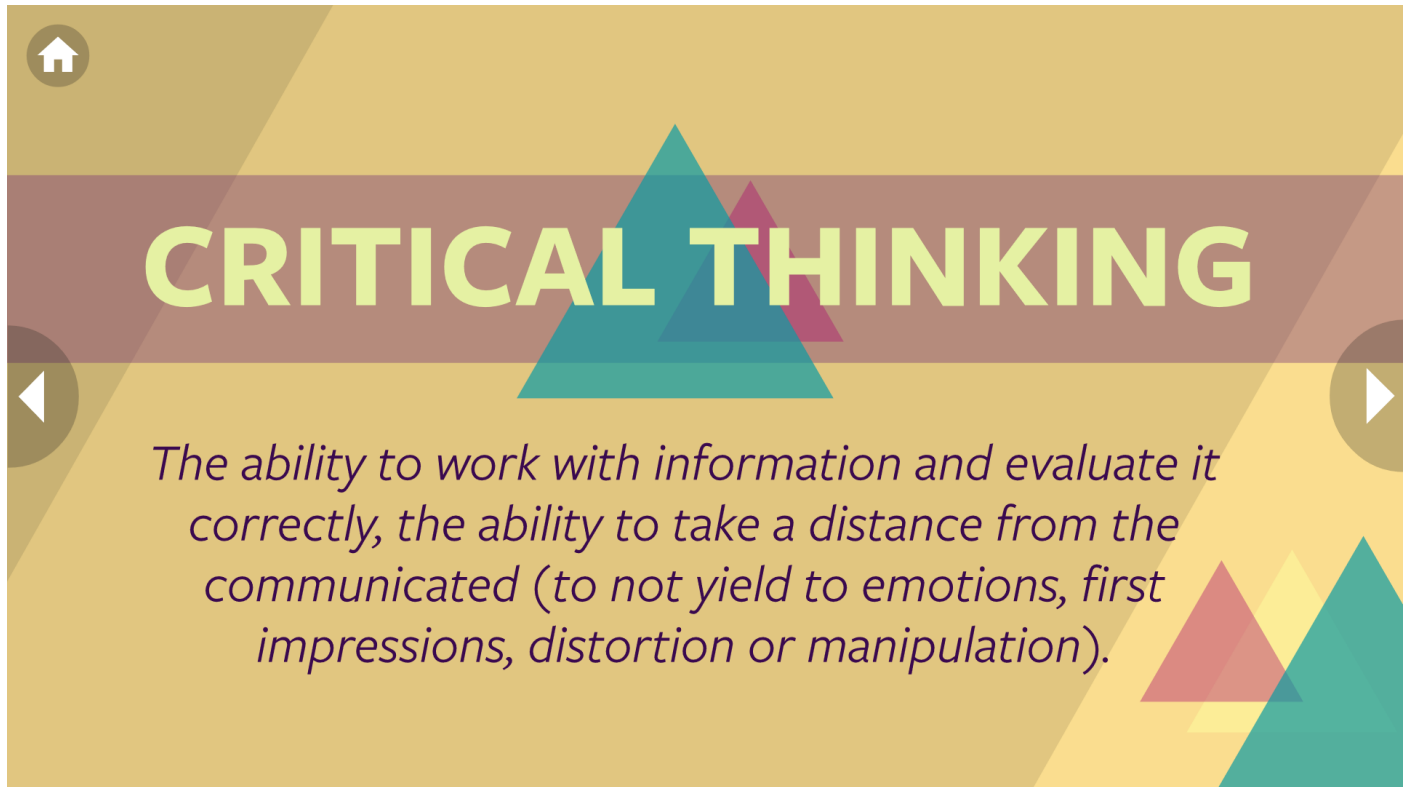 CRITICAL THINKING
The ability to work with information and evaluate it
correctly, the ability to take a distance from the
communicated (to not yield to emotions, first
impressions, distortion or manipulation).